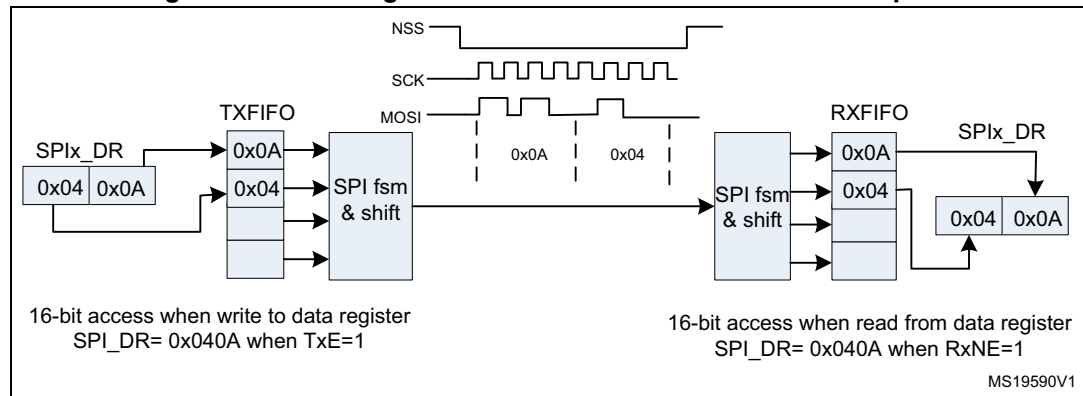 NSS
SCK
MOSI
TXFIFO
RXFIFO
SPIx_DR
SPIx_DR
0x0A
0x04
0x04 0x0A
0x0A
0x04
SPI fsm
& shift
SPI fsm
& shift
0x0A
0x04
0x04 0x0A
16-bit access when write to data register
SPI_DR= 0x040A when TxE=1
16-bit access when read from data register
SPI_DR= 0x040A when RxNE=1
MS19590V1